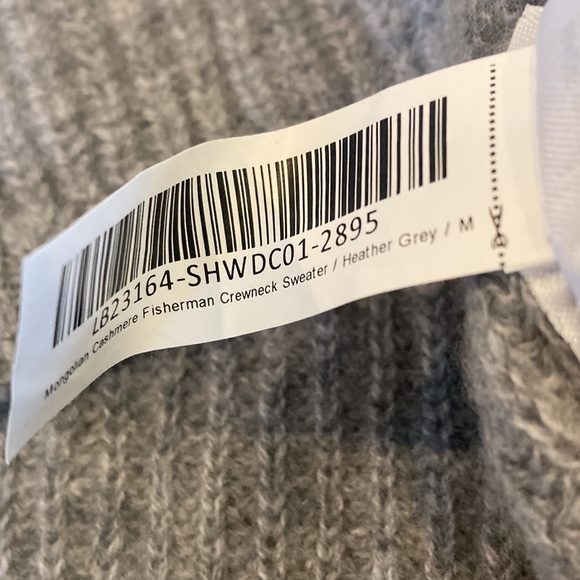 LB23164-SHWDC01-2895
Mongolian Cashmere Fisherman Crewneck Sweater / Heather Grey / M